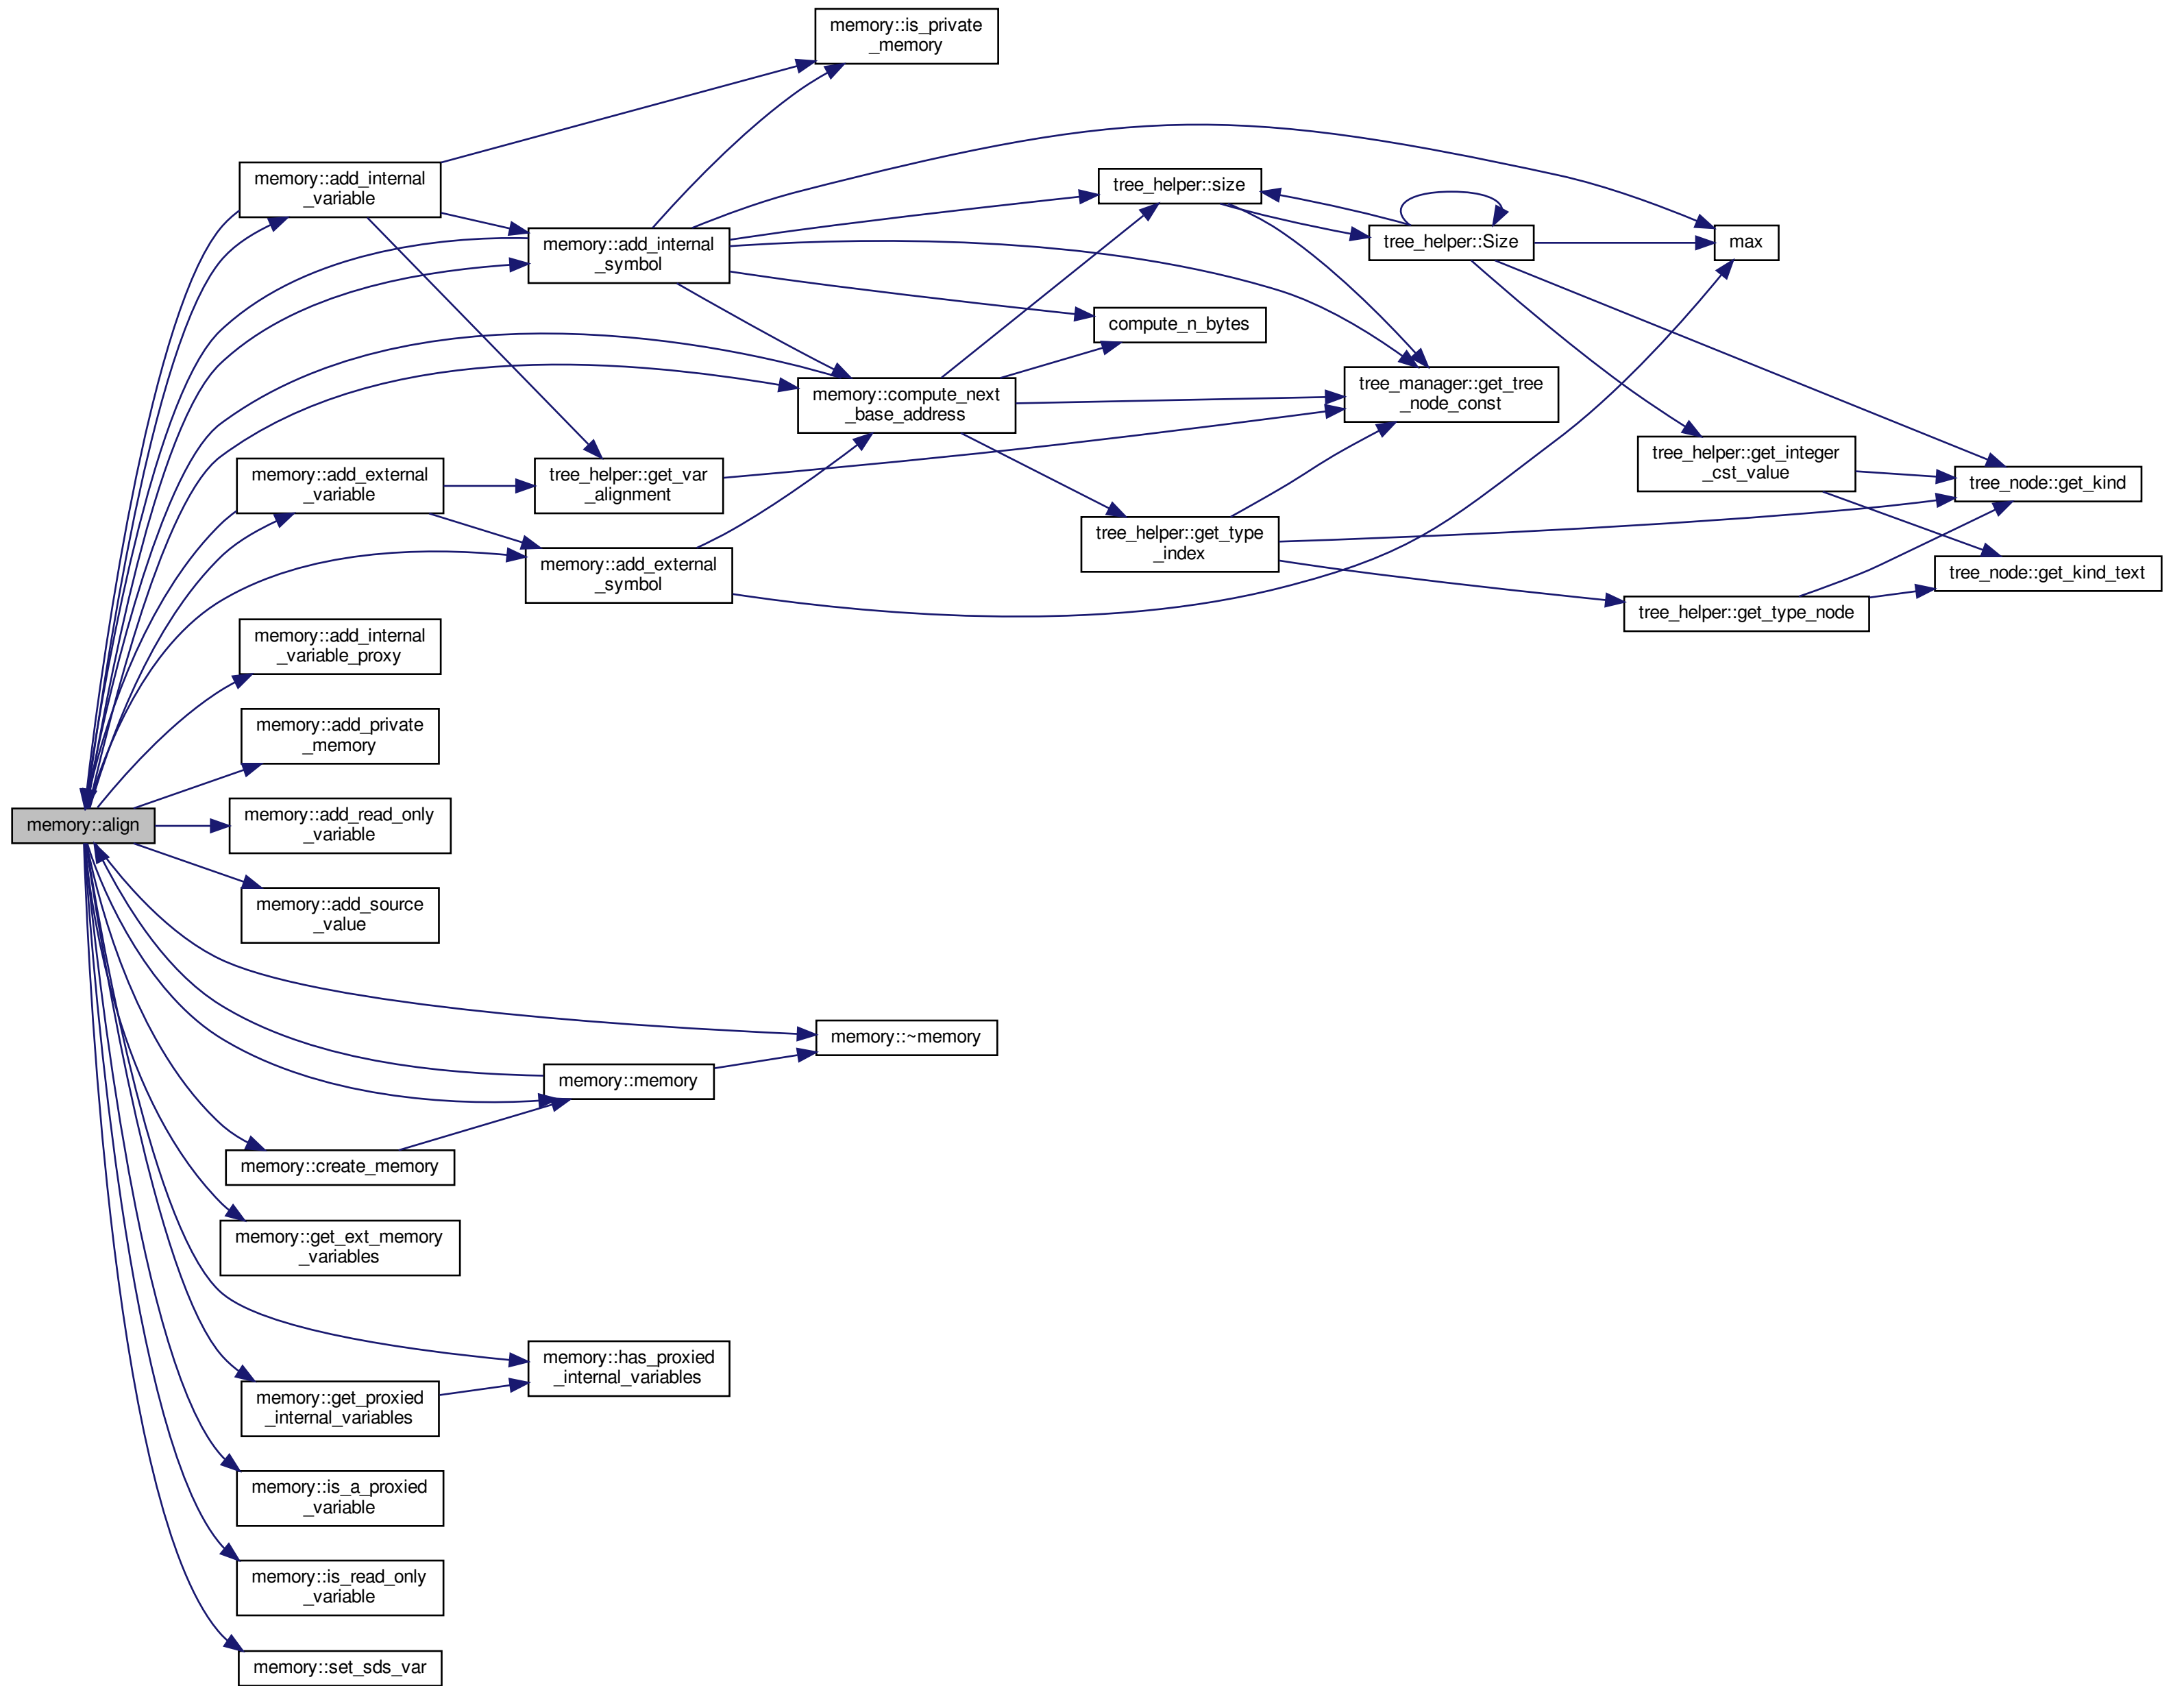 memory::is_private
_memory
memory::add_internal
_variable
tree_helper::size
memory::add_internal
_symbol
tree_helper::Size
max
compute_n_bytes
memory::compute_next
_base_address
tree_manager::get_tree
_node_const
memory::add_external
_variable
tree_helper::get_var
_alignment
tree_helper::get_integer
_cst_value
tree_node::get_kind
tree_helper::get_type
_index
memory::add_external
_symbol
tree_node::get_kind_text
tree_helper::get_type_node
memory::add_internal
_variable_proxy
memory::add_private
_memory
memory::align
memory::add_read_only
_variable
memory::add_source
_value
memory::~memory
memory::memory
memory::create_memory
memory::get_ext_memory
_variables
memory::has_proxied
_internal_variables
memory::get_proxied
_internal_variables
memory::is_a_proxied
_variable
memory::is_read_only
_variable
memory::set_sds_var